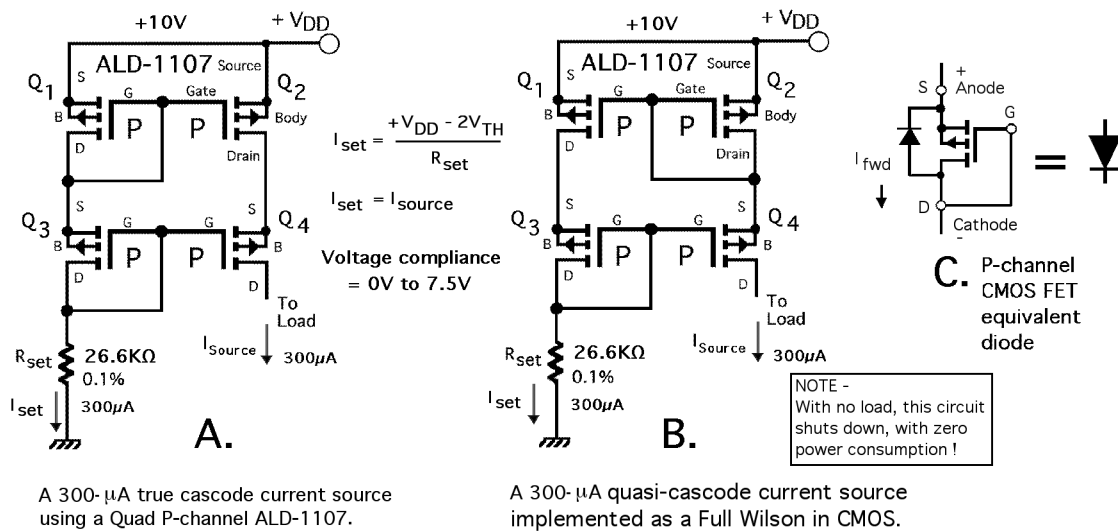 +10V
+ VDD
ALD-1107 Source
Q1
S
G
Gate
Q2
B
P
P
Body
D
Drain
Q3
S
S
Q4
G
G
B
P
P
B
D
D
To
Load
Rset
26.6KΩ
0.1%
Iset
300µA
ISource
300µA
A.
A 300-µA true cascode current source
using a Quad P-channel ALD-1107.
Iset = +VDD - 2VTH
Rset
Iset = Isource
Voltage compliance
= 0V to 7.5V
+10V
+ VDD
ALD-1107 Source
Q1
S
G
Gate
Q2
B
P
P
Body
D
Drain
Q3
S
S
Q4
G
G
B
P
P
B
D
D
To
Load
Rset
26.6KΩ
0.1%
Iset
300µA
ISource
300µA
B.
A 300-µA quasi-cascode current source
implemented as a Full Wilson in CMOS.
+
S
Anode
G
Ifwd
=
D
Cathode
-
C. P-channel
CMOS FET
equivalent
diode
NOTE -
With no load, this circuit
shuts down, with zero
power consumption !